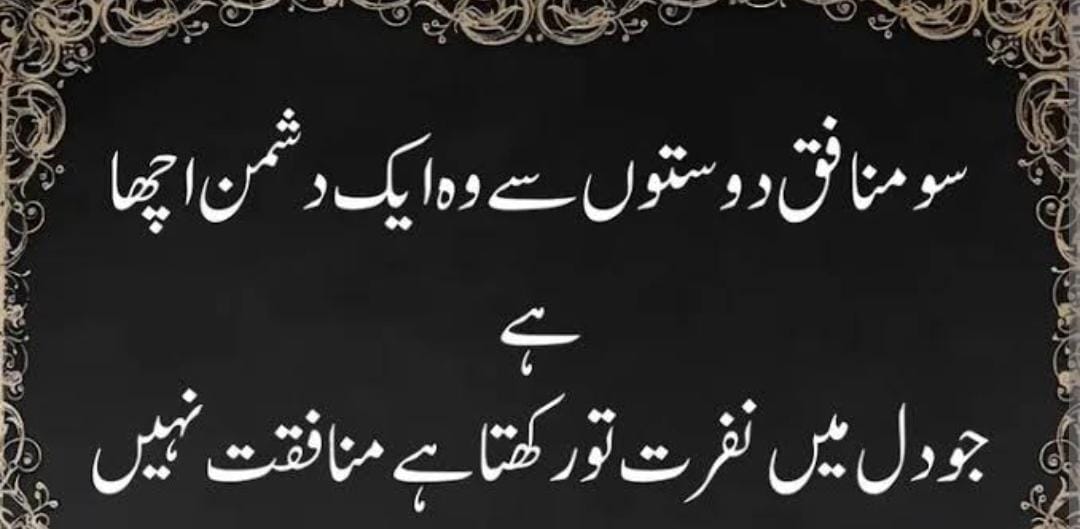 سو منافق دوستوں سے وہ ایک دشمن اچھا
ہے
جو دل میں نفرت تو رکھتا ہے منافقت نہیں